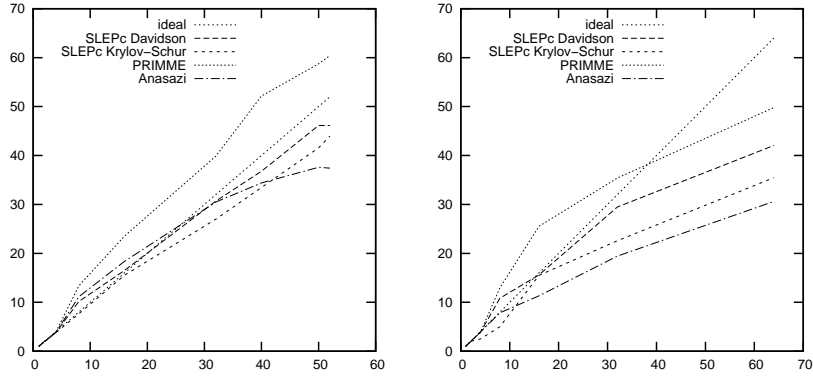 70
60
50
40
30
20
10
0
0 10 20 30 40 50 60
ideal
SLEPc Davidson
SLEPc Krylov−Schur
PRIMME
Anasazi
70
60
50
40
30
20
10
0
0 10 20 30 40 50 60 70
ideal
SLEPc Davidson
SLEPc Krylov−Schur
PRIMME
Anasazi